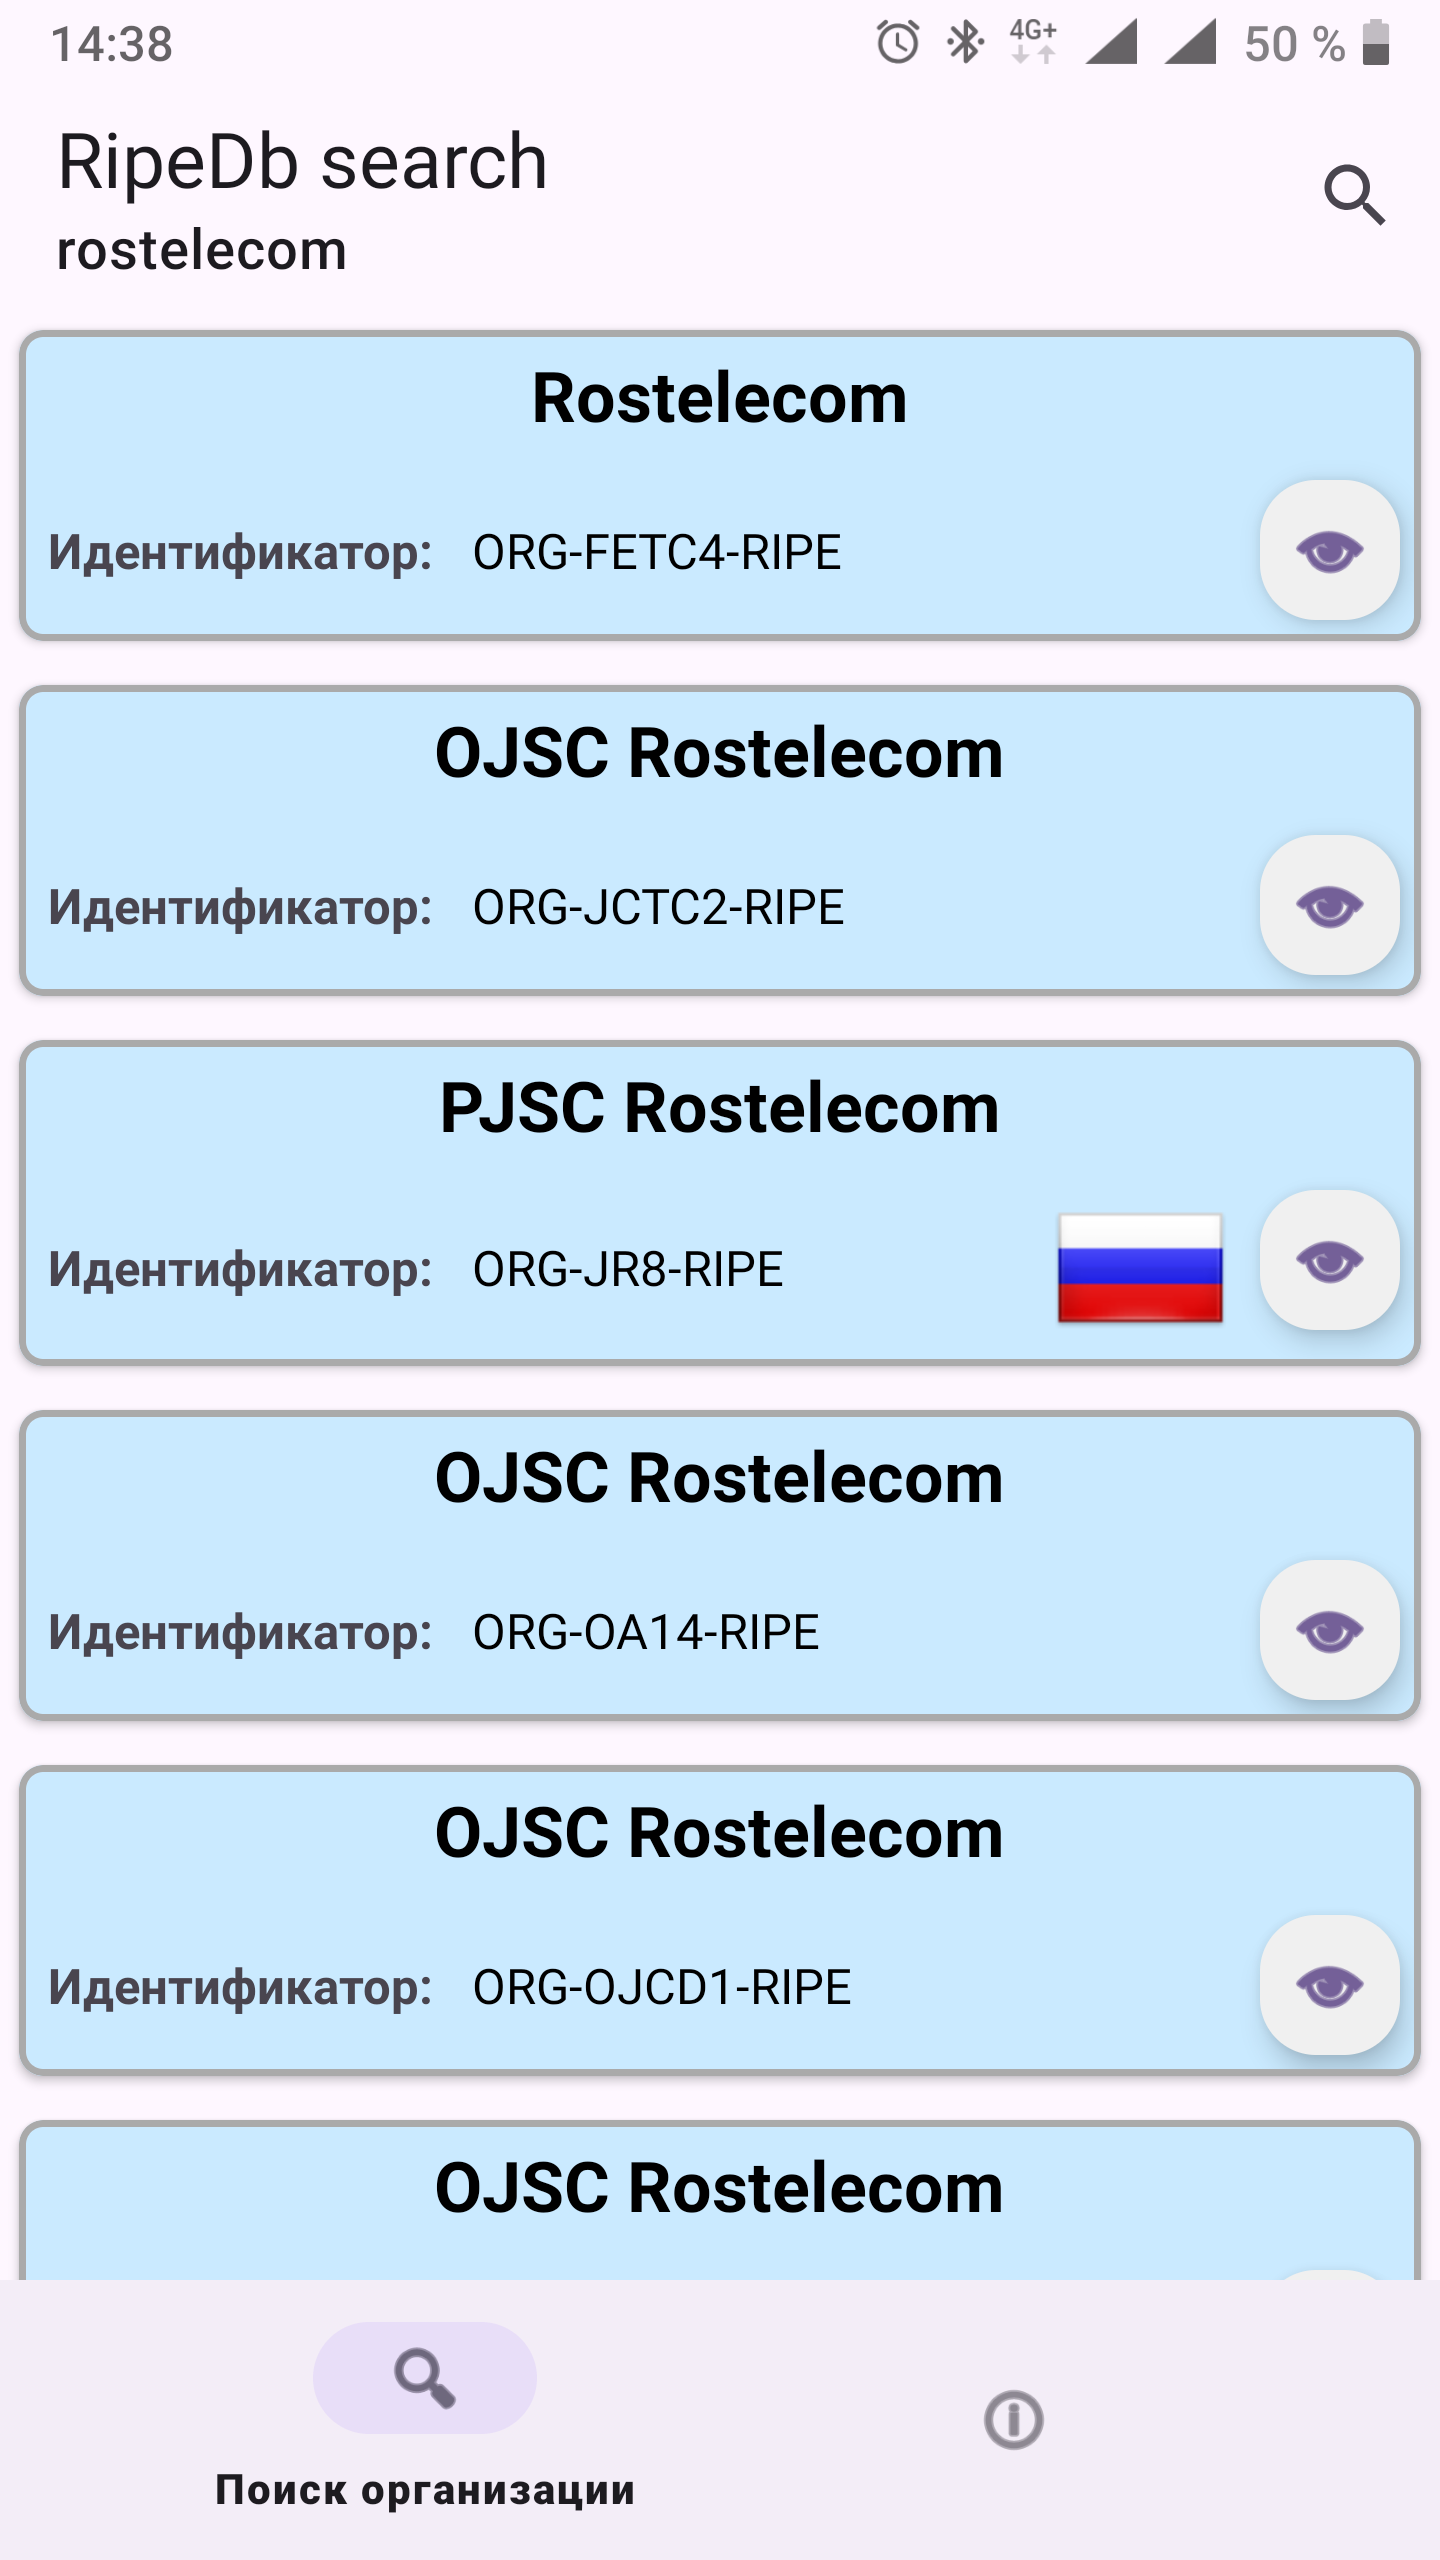 14:38
4G+
50 %
RipeDb search
rostelecom
Rostelecom
Идентификатор: ORG-FETC4-RIPE
OJSC Rostelecom
Идентификатор: ORG-JCTC2-RIPE
PJSC Rostelecom
Идентификатор: ORG-JR8-RIPE
OJSC Rostelecom
Идентификатор: ORG-OA14-RIPE
OJSC Rostelecom
Идентификатор: ORG-OJCD1-RIPE
OJSC Rostelecom
Поиск организации